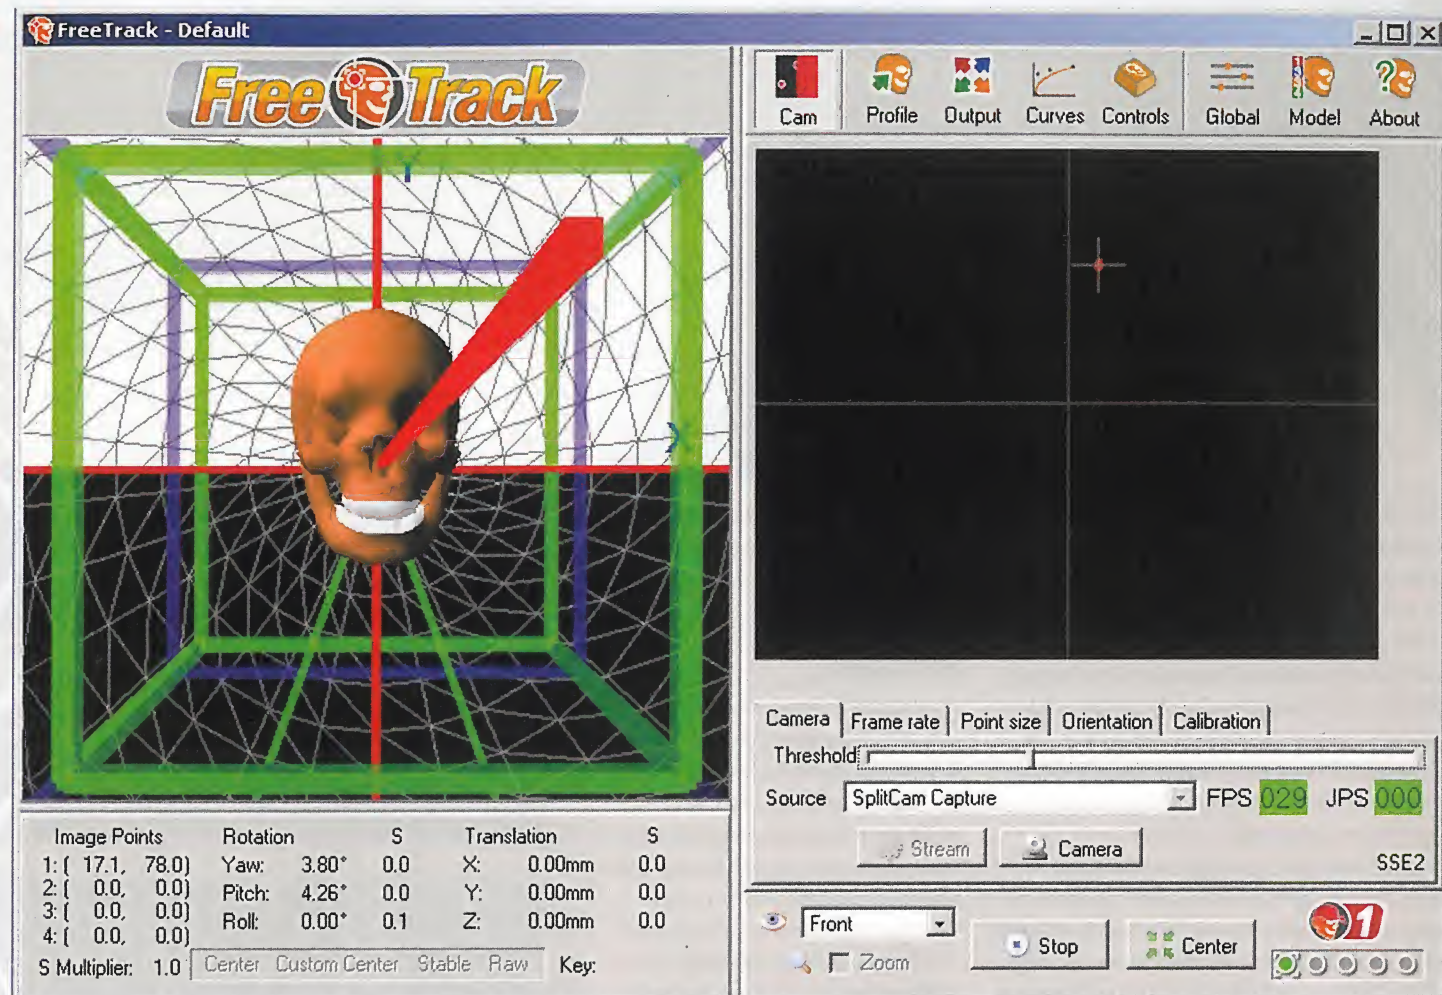 FreeTrack - Default
Free Track
Cam Profile Output Curves Controls Global Model About
Y
X
Camera Frame rate Point size Orientation Calibration
Threshold
Source SplitCam Capture FPS 029 JPS 000
Stream Camera
SSE2
Image Points Rotation S Translation S
1: ( 17.1, 78.0) Yaw: 3.80° 0.0 X: 0.00mm 0.0
2: ( 0.0, 0.0) Pitch: 4.26° 0.0 Y: 0.00mm 0.0
3: ( 0.0, 0.0) Roll: 0.00° 0.1 Z: 0.00mm 0.0
4: ( 0.0, 0.0)
S Multiplier: 1.0 Center Custom Center Stable Raw Key:
Front
Zoom
Stop
Center
1